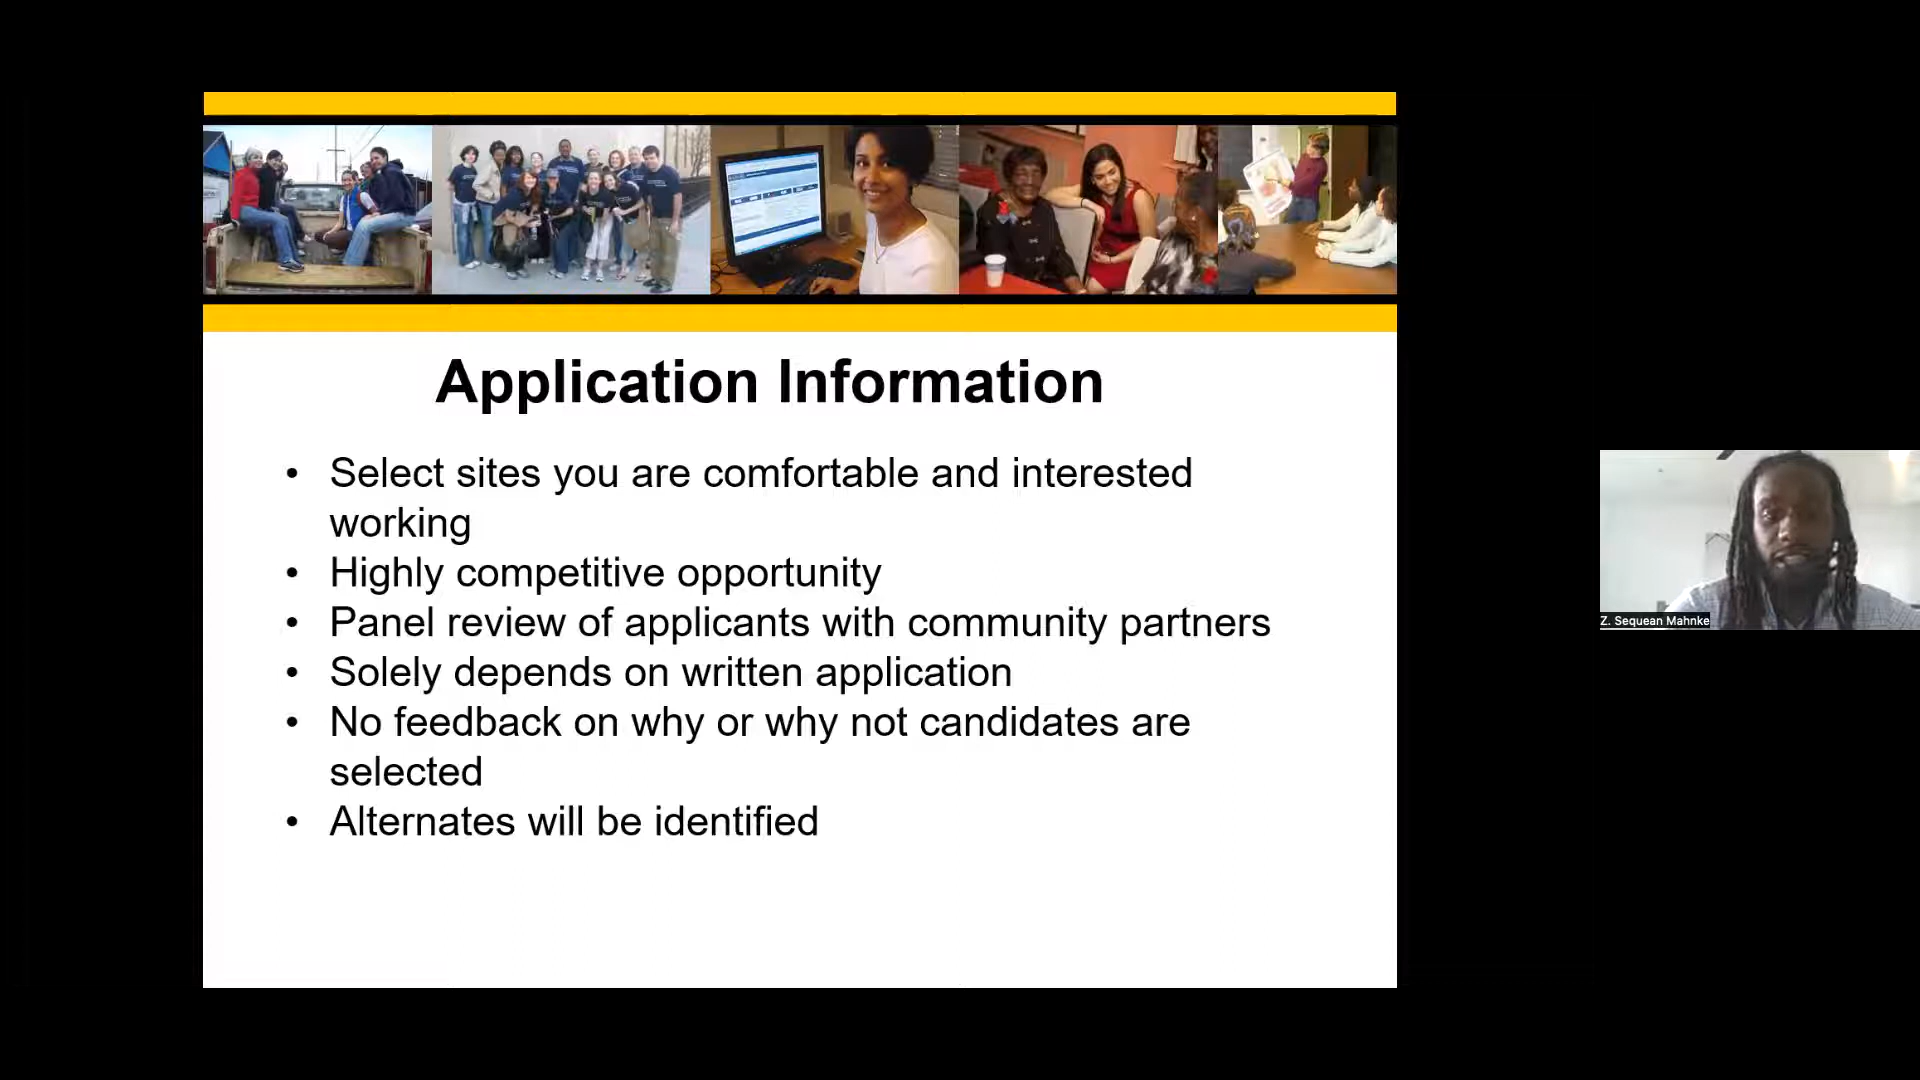 Application Information
• Select sites you are comfortable and interested
working
• Highly competitive opportunity
• Panel review of applicants with community partners
• Solely depends on written application
• No feedback on why or why not candidates are
selected
• Alternates will be identified
Z. Sequean Mahnke